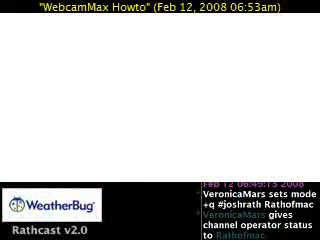 "WebcamMax Howto" (Feb 12, 2008 06:53am)
Feb 12 06:49:13 2008
VeronicaMars sets mode
+q #joshrath Rathofmac
VeronicaMars gives
channel operator status
to Rathofmac
WeatherBug
Rathcast v2.0